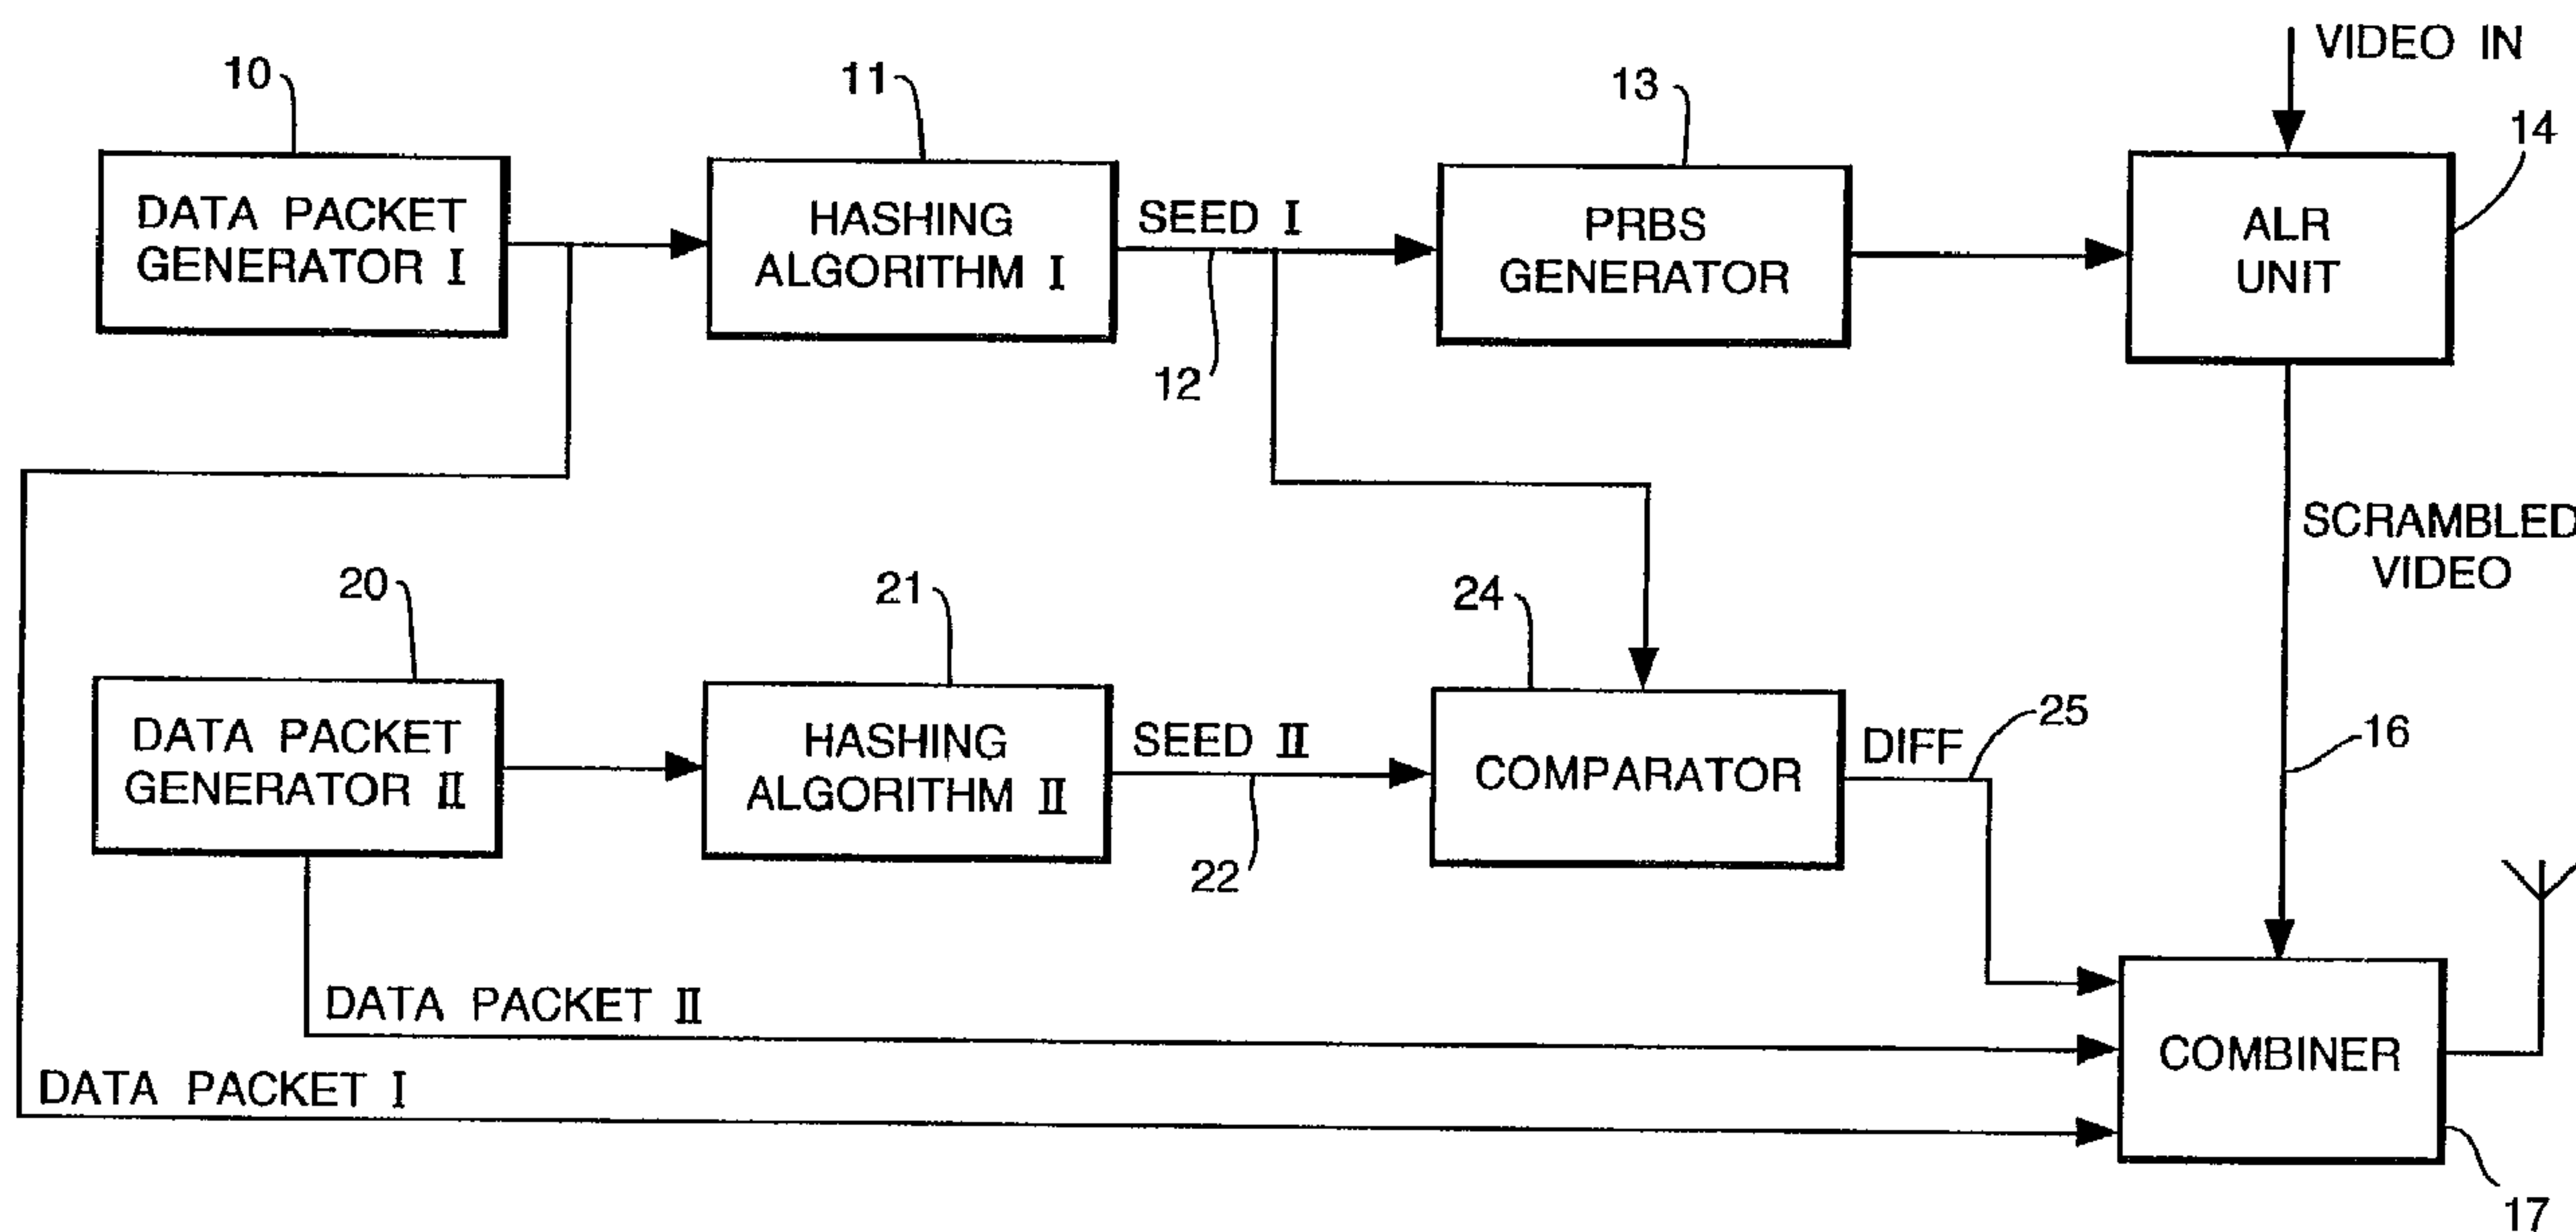 VIDEO IN
10
11
13
14
DATA PACKET
GENERATOR I
HASHING
ALGORITHM I
SEED I
12
PRBS
GENERATOR
ALR
UNIT
SCRAMBLED
VIDEO
16
20
21
24
25
DATA PACKET
GENERATOR II
HASHING
ALGORITHM II
SEED II
22
COMPARATOR
DIFF
DATA PACKET II
DATA PACKET I
COMBINER
17